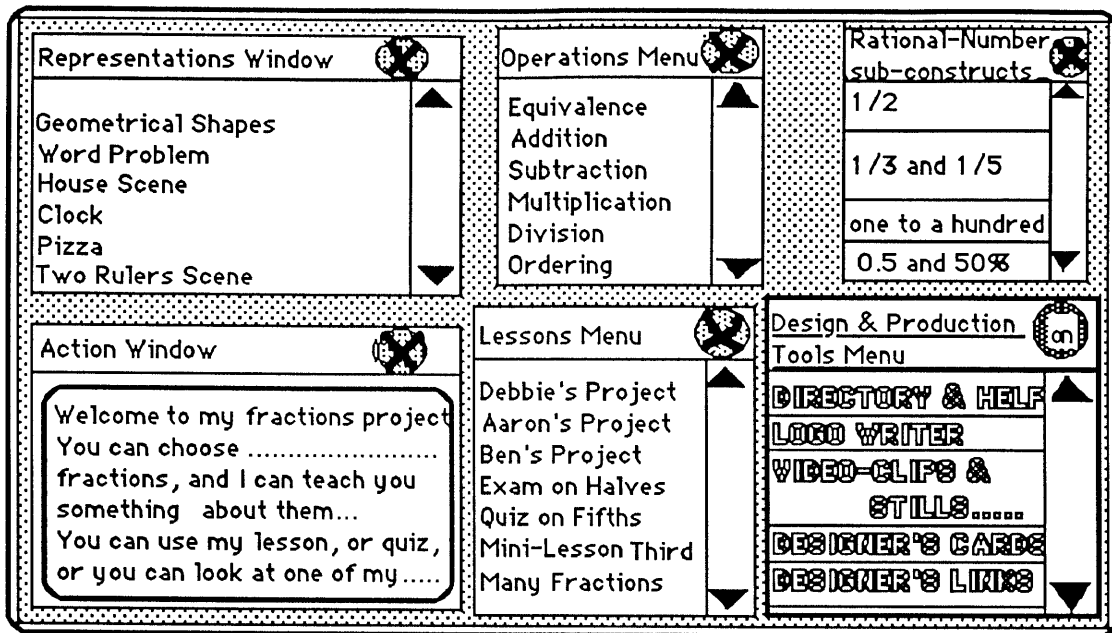 Representations Window
Geometrical Shapes
Word Problem
House Scene
Clock
Pizza
Two Rulers Scene
Operations Menu
Equivalence
Addition
Subtraction
Multiplication
Division
Ordering
Rational-Number
sub-constructs
1/2
1/3 and 1/5
one to a hundred
0.5 and 50%
Action Window
Welcome to my fractions project
You can choose ......................
fractions, and I can teach you
something about them...
You can use my lesson, or quiz,
or you can look at one of my.....
Lessons Menu
Debbie's Project
Aaron's Project
Ben's Project
Exam on Halves
Quiz on Fifths
Mini-Lesson Third
Many Fractions
Design & Production
Tools Menu
on
DIRECTORY & HELP
LOGO WRITER
VIDEO-CLIPS &
STILLS.....
DESIGNER'S CARDS
DESIGNER'S LINKS